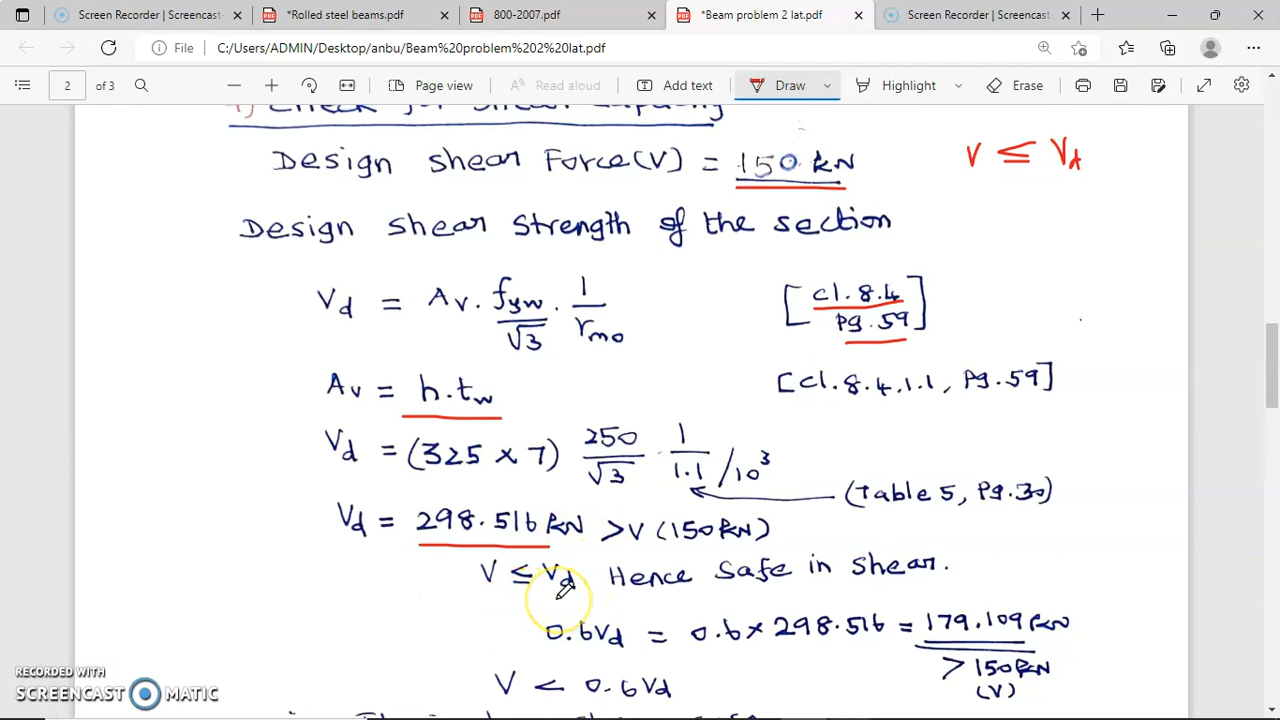 Screen Recorder | Screencast- *Rolled steel beams.pdf 800-2007.pdf *Beam problem 2 lat.pdf Screen Recorder | Screencast
File C:/Users/ADMIN/Desktop/anbu/Beam%20problem%202%20lat.pdf
2 of 3 Page view Read aloud Add text Draw Highlight Erase
4) Check for shear capacity
Design shear Force(V) = 150 kN V ≤ Vd
Design shear strength of the section
Vd = Av. fyw/√3 . 1/γmo [cl.8.4 Pg.59]
Av = h.tw [cl.8.4.1.1, Pg.59]
Vd = (325 x 7) 250/√3 . 1/1.1 /10³
(Table 5, Pg.30)
Vd = 298.516 kN > V (150 kN)
V ≤ Vd Hence safe in shear.
0.6Vd = 0.6 x 298.516 = 179.109 kN
> 150 kN
(V)
V < 0.6Vd
RECORDED WITH
SCREENCAST MATIC